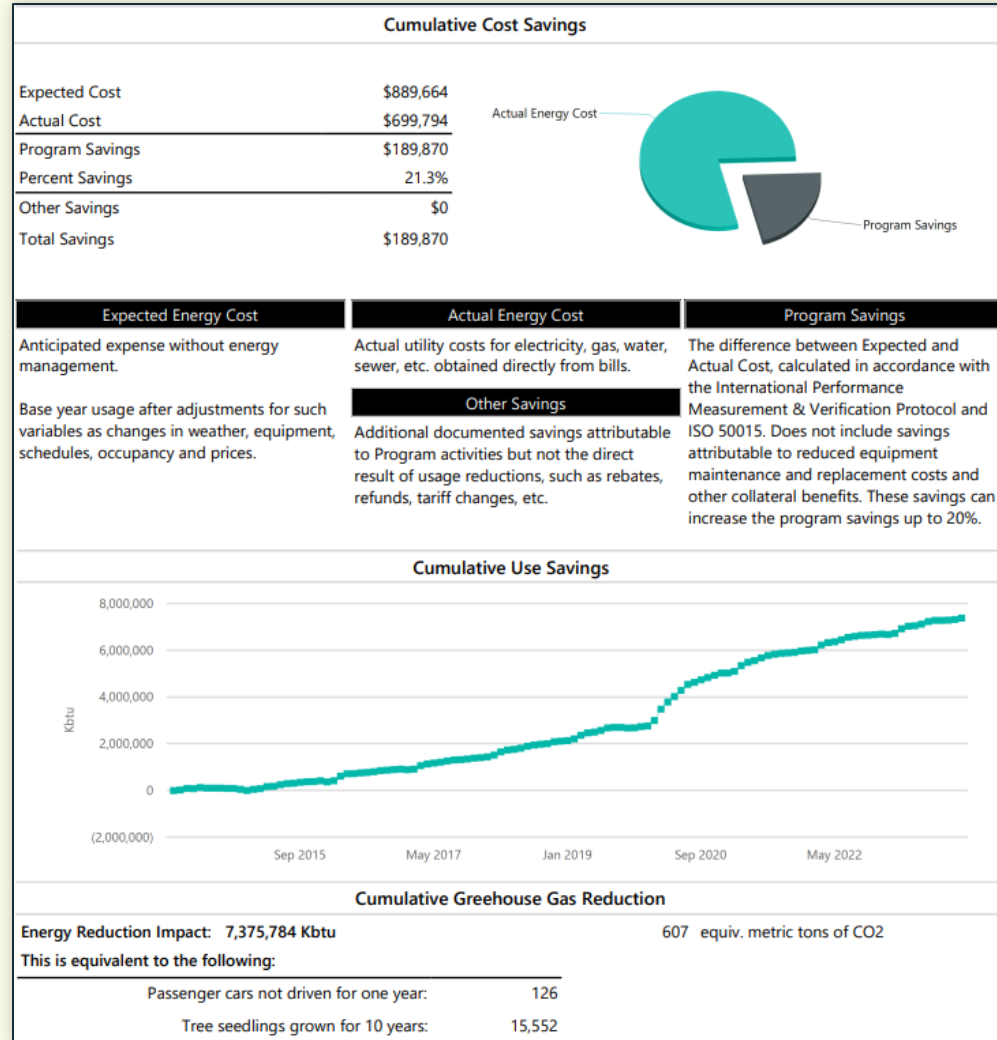 Cumulative Cost Savings
Expected Cost $889,664
Actual Cost $699,794
Program Savings $189,870
Percent Savings 21.3%
Other Savings $0
Total Savings $189,870
Actual Energy Cost
Program Savings
Expected Energy Cost
Anticipated expense without energy
management.
Base year usage after adjustments for such
variables as changes in weather, equipment,
schedules, occupancy and prices.
Actual Energy Cost
Actual utility costs for electricity, gas, water,
sewer, etc. obtained directly from bills.
Other Savings
Additional documented savings attributable
to Program activities but not the direct
result of usage reductions, such as rebates,
refunds, tariff changes, etc.
Program Savings
The difference between Expected and
Actual Cost, calculated in accordance with
the International Performance
Measurement & Verification Protocol and
ISO 50015. Does not include savings
attributable to reduced equipment
maintenance and replacement costs and
other collateral benefits. These savings can
increase the program savings up to 20%.
Cumulative Use Savings
8,000,000
6,000,000
4,000,000
2,000,000
0
(2,000,000)
Kbtu
Sep 2015 May 2017 Jan 2019 Sep 2020 May 2022
Cumulative Greehouse Gas Reduction
Energy Reduction Impact: 7,375,784 Kbtu 607 equiv. metric tons of CO2
This is equivalent to the following:
Passenger cars not driven for one year: 126
Tree seedlings grown for 10 years: 15,552